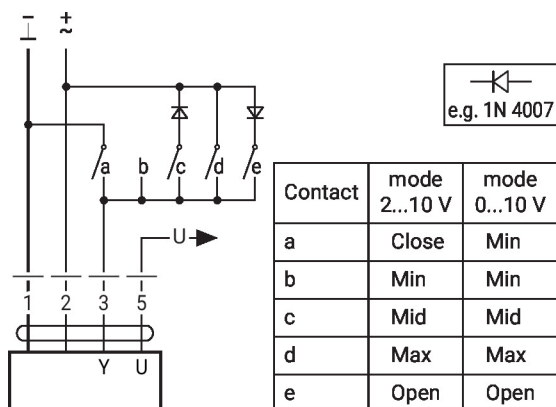 − +
⊥ ~
a b c d e
U
1 2 3 5
Y U
e.g. 1N 4007
Contact mode 2...10 V mode 0...10 V
a Close Min
b Min Min
c Mid Mid
d Max Max
e Open Open